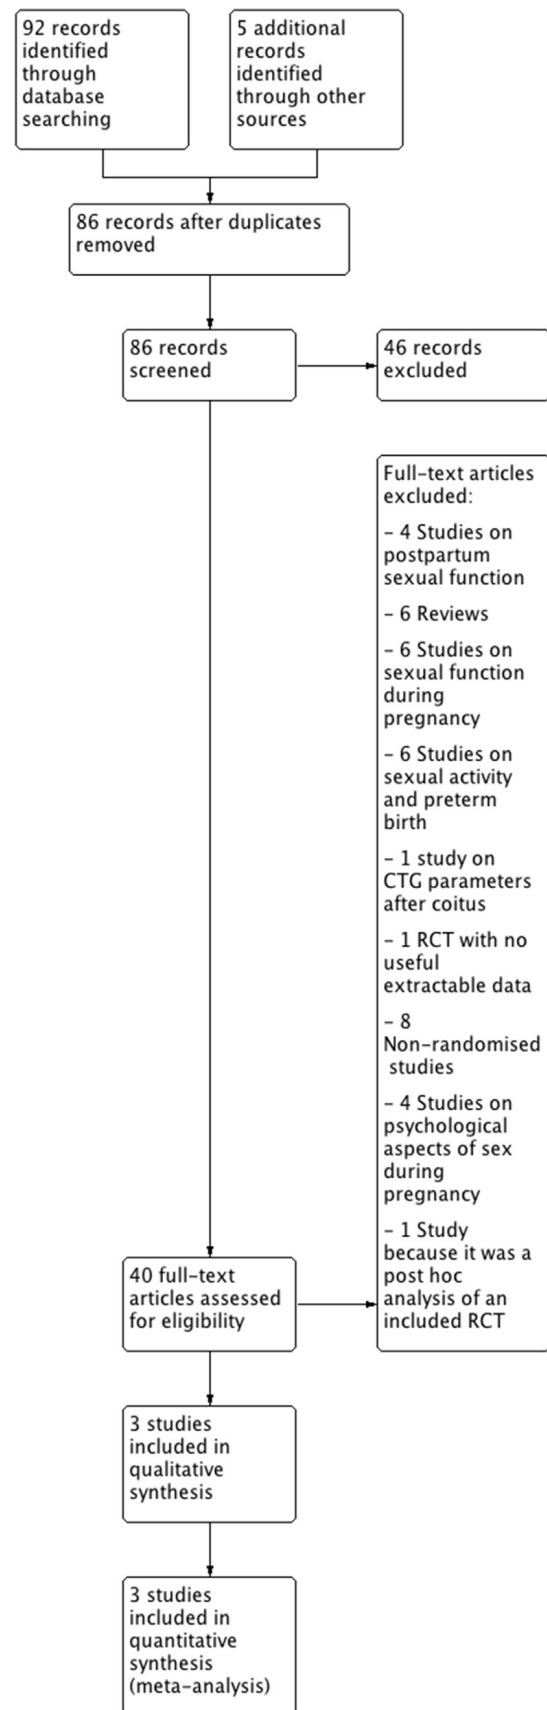 92 records
identified
through
database
searching
5 additional
records
identified
through other
sources
86 records after duplicates
removed
86 records
screened
46 records
excluded
Full-text articles
excluded:
- 4 Studies on
postpartum
sexual function
- 6 Reviews
- 6 Studies on
sexual function
during
pregnancy
- 6 Studies on
sexual activity
and preterm
birth
- 1 study on
CTG parameters
after coitus
- 1 RCT with no
useful
extractable data
- 8
Non-randomised
studies
- 4 Studies on
psychological
aspects of sex
during
pregnancy
- 1 Study
because it was a
post hoc
analysis of an
included RCT
40 full-text
articles assessed
for eligibility
3 studies
included in
qualitative
synthesis
3 studies
included in
quantitative
synthesis
(meta-analysis)